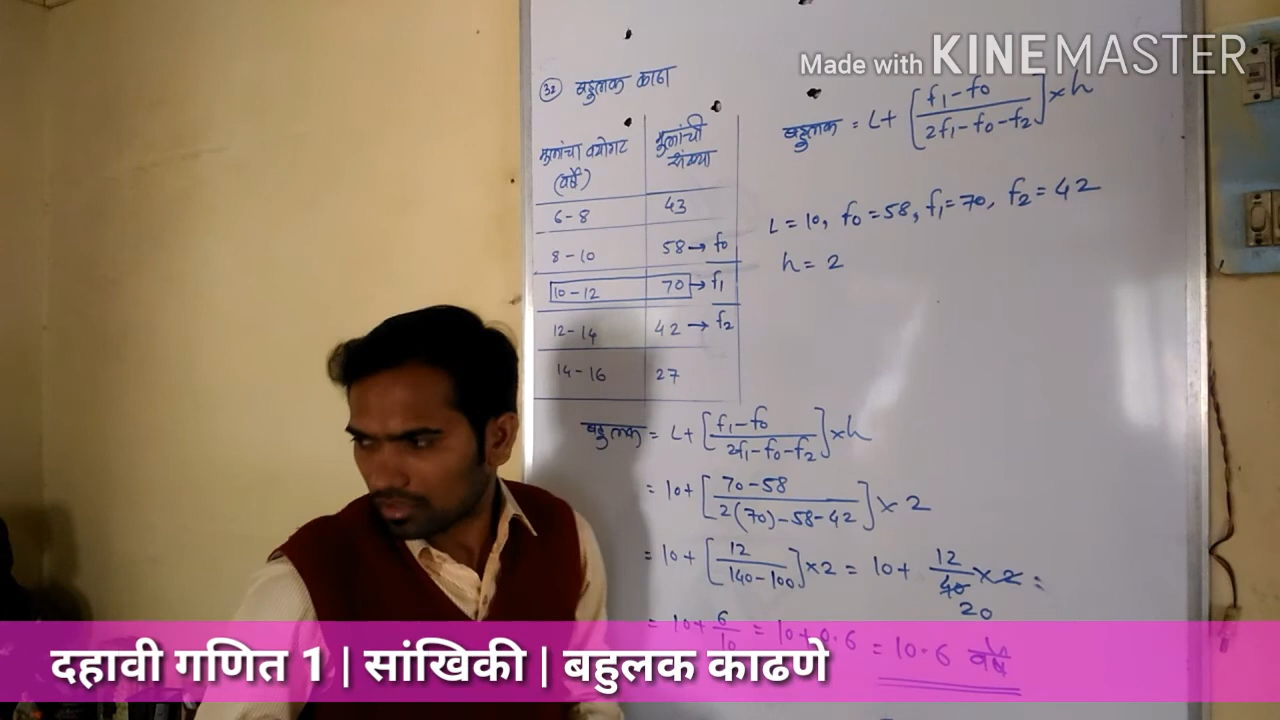 Made with KINEMASTER
(32) बहुलक काढा
मुलांचा वयोगट (वर्षे) मुलांची संख्या
6-8 43
8-10 58 → f0
10-12 70 → f1
12-14 42 → f2
14-16 27
बहुलक = L+ [f1-f0 / 2f1-f0-f2] × h
L=10, f0=58, f1=70, f2=42
h=2
बहुलक = L+ [f1-f0 / 2f1-f0-f2] × h
= 10+ [70-58 / 2(70)-58-42] × 2
= 10+ [12 / 140-100] × 2 = 10+ 12/40 × 2 =
20
= 10+ 6/10 = 10+0.6 = 10.6 वर्षे
दहावी गणित 1 | सांखिकी | बहुलक काढणे